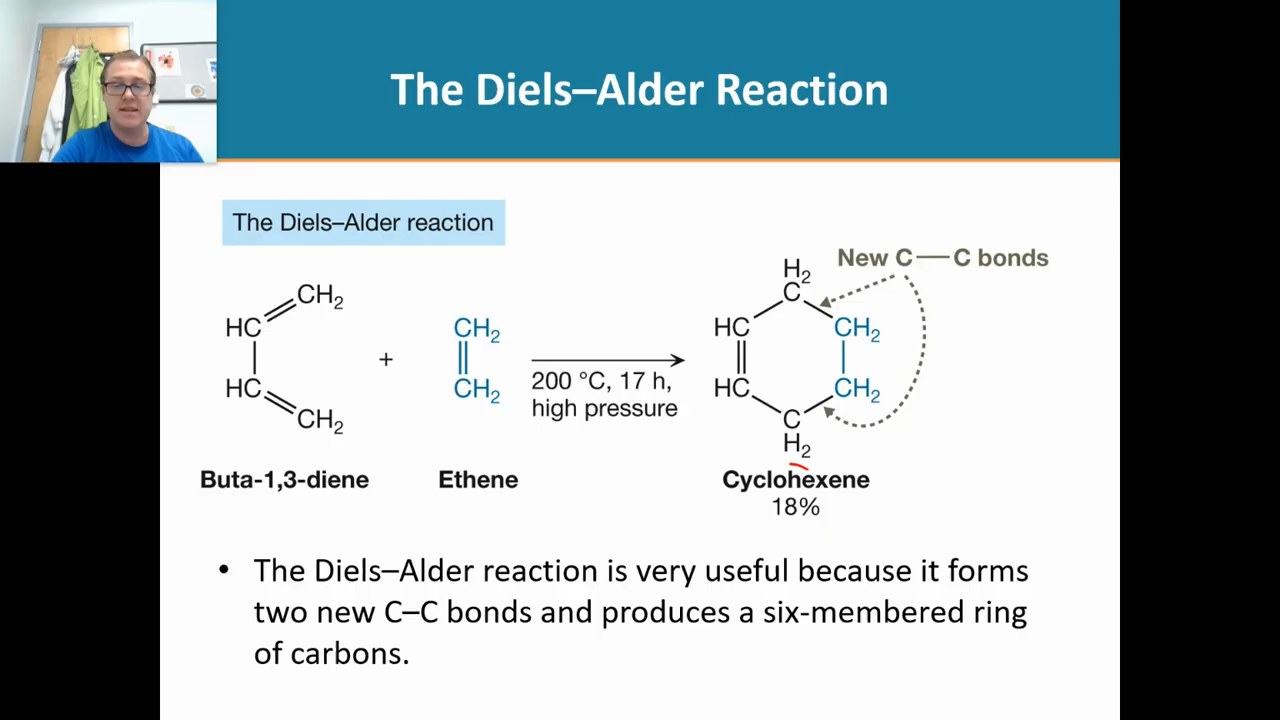 The Diels–Alder Reaction
The Diels–Alder reaction
New C—C bonds
CH₂
HC
HC
CH₂
+
CH₂
CH₂
200 °C, 17 h,
high pressure
H₂
C
HC
CH₂
HC
CH₂
C
H₂
Buta-1,3-diene
Ethene
Cyclohexene
18%
• The Diels–Alder reaction is very useful because it forms
two new C–C bonds and produces a six-membered ring
of carbons.